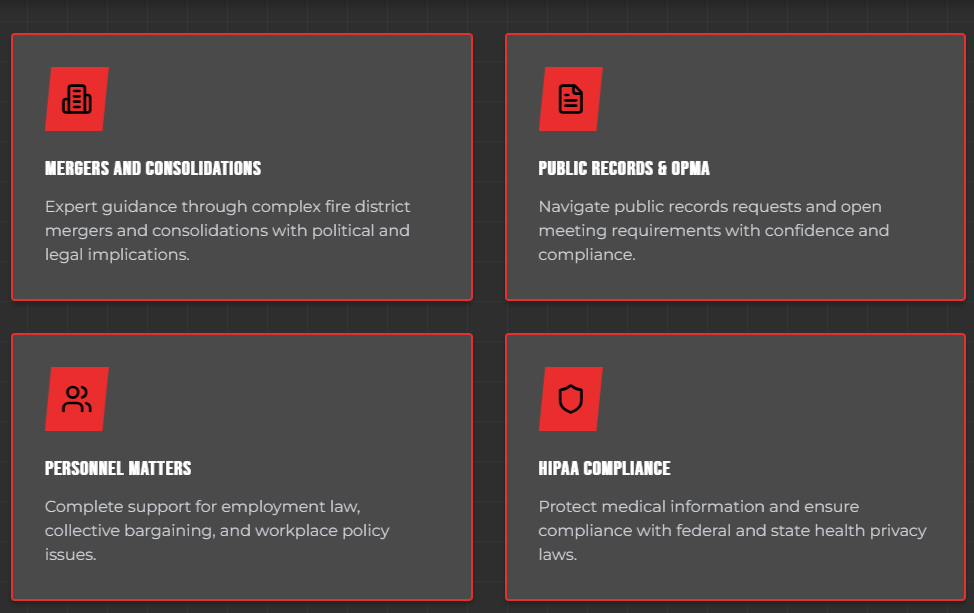 MERGERS AND CONSOLIDATIONS
Expert guidance through complex fire district
mergers and consolidations with political and
legal implications.
PUBLIC RECORDS & OPMA
Navigate public records requests and open
meeting requirements with confidence and
compliance.
PERSONNEL MATTERS
Complete support for employment law,
collective bargaining, and workplace policy
issues.
HIPAA COMPLIANCE
Protect medical information and ensure
compliance with federal and state health privacy
laws.